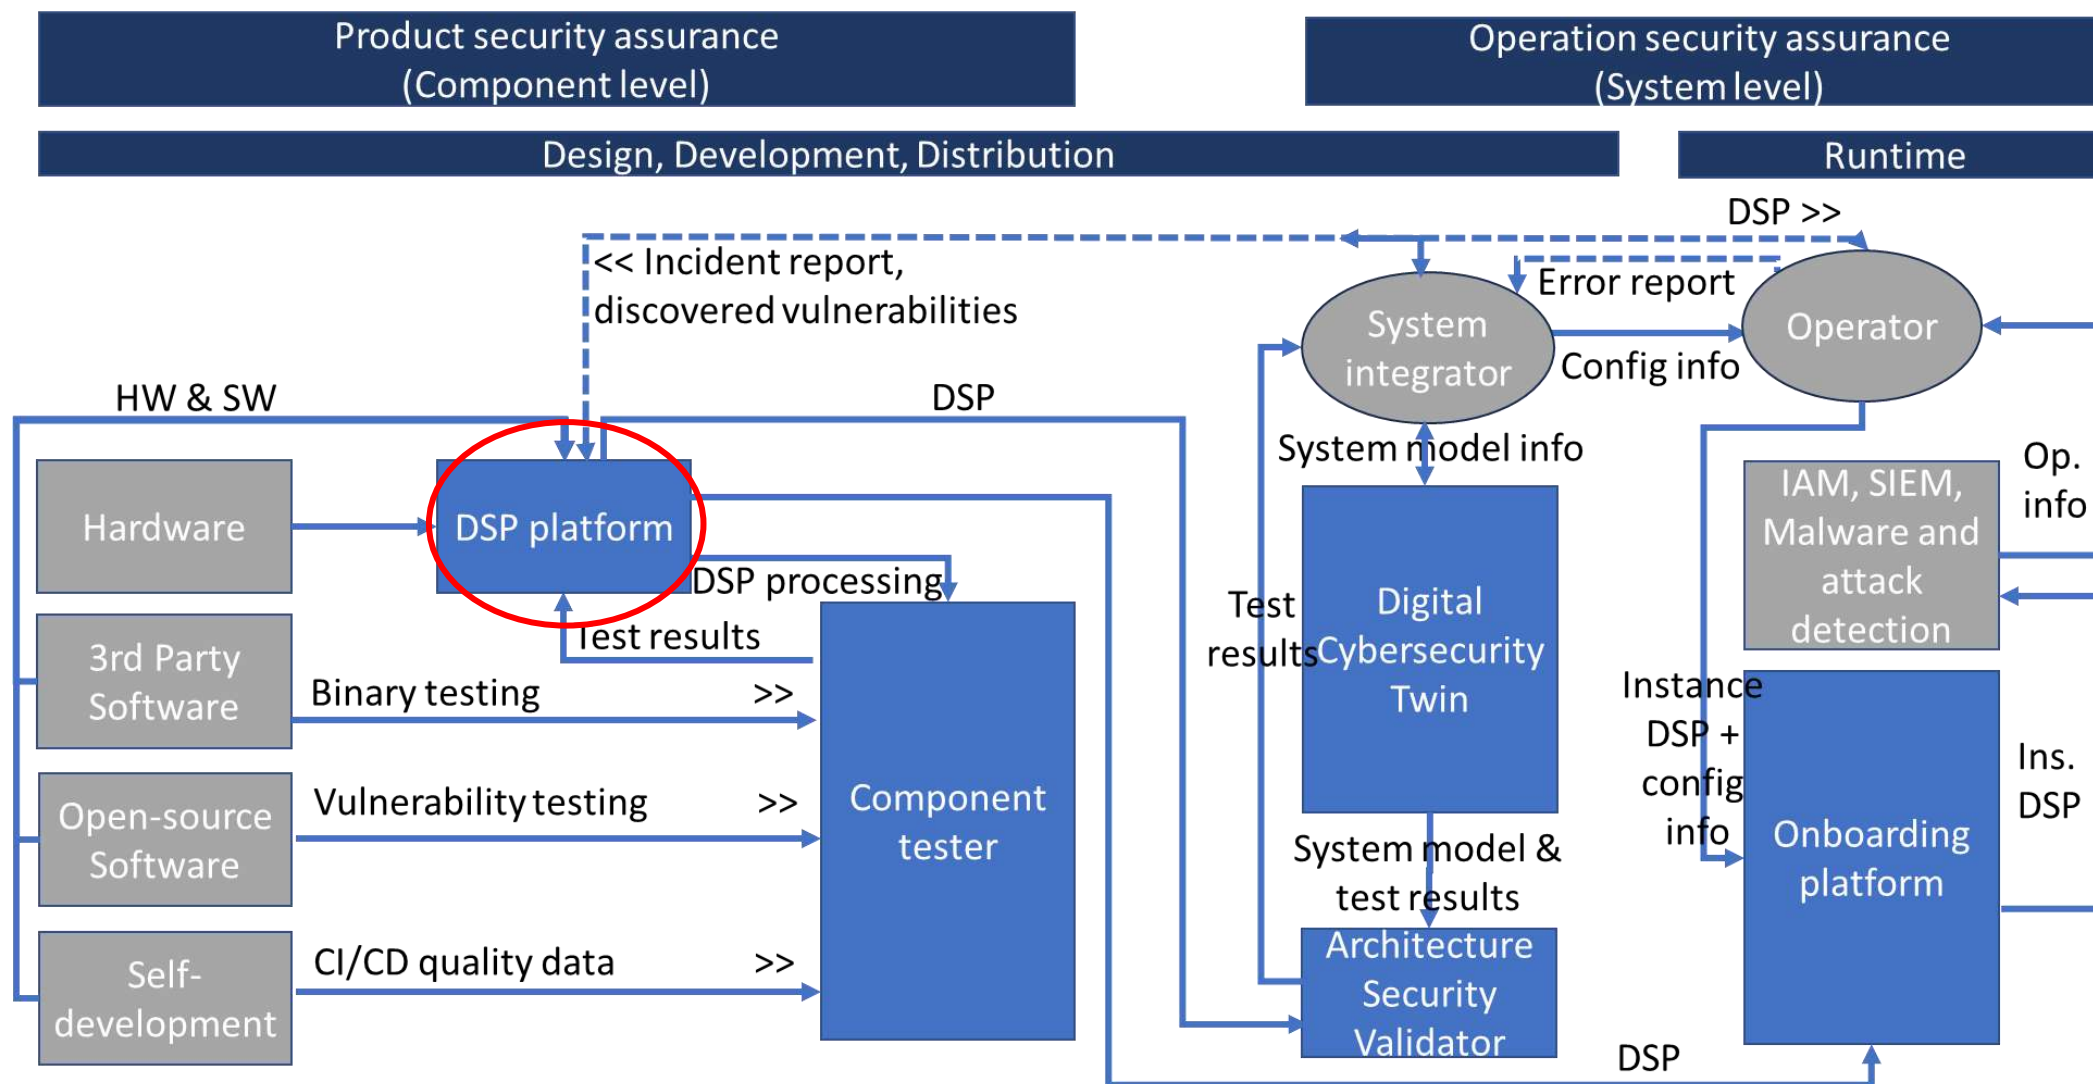 Product security assurance
(Component level)
Operation security assurance
(System level)
Design, Development, Distribution
Runtime
DSP >>
<< Incident report,
discovered vulnerabilities
Error report
System
integrator
Operator
Config info
HW & SW
DSP
System model info
Hardware
DSP platform
DSP processing
Test results
IAM, SIEM,
Malware and
attack
detection
Op.
info
3rd Party
Software
Binary testing >>
Test
results
Digital
Cybersecurity
Twin
Instance
DSP +
config
info
Ins.
DSP
Open-source
Software
Vulnerability testing >>
Component
tester
System model &
test results
Onboarding
platform
Self-
development
CI/CD quality data >>
Architecture
Security
Validator
DSP